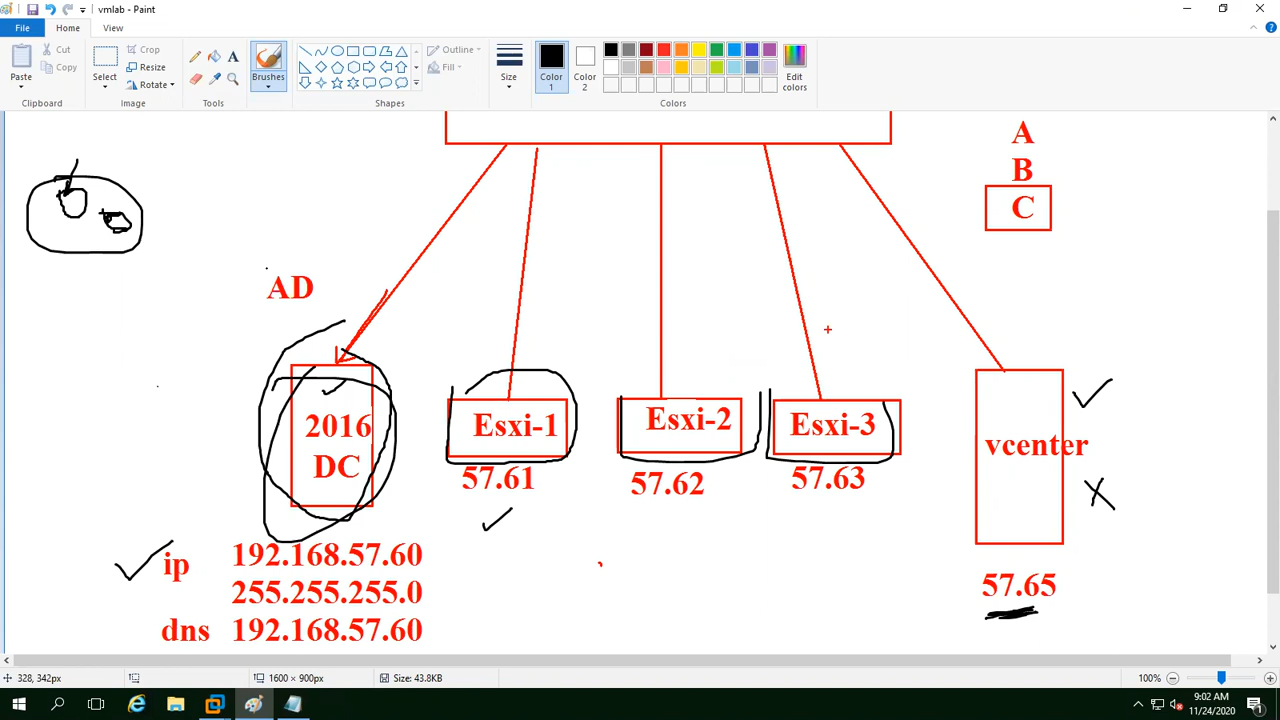 vmlab - Paint
File
Home
View
Paste
Cut
Copy
Clipboard
Select
Crop
Resize
Rotate
Image
Tools
A
Brushes
Shapes
Outline
Fill
Size
Color
1
Color
2
Edit
colors
Colors
A
B
C
AD
2016
DC
Esxi-1
57.61
Esxi-2
57.62
Esxi-3
57.63
vcenter
57.65
ip 192.168.57.60
255.255.255.0
dns 192.168.57.60
328, 342px
1600 × 900px
Size: 43.8KB
100%
9:02 AM
11/24/2020
1